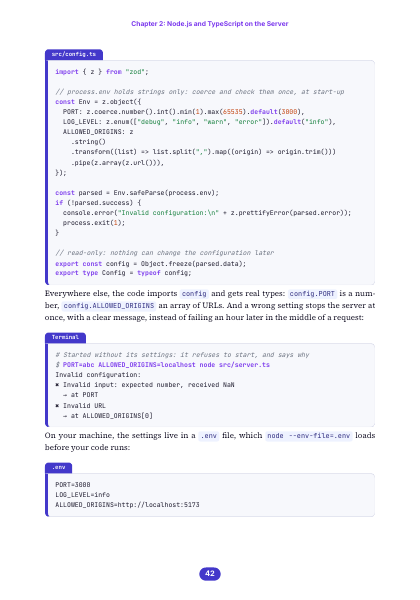 Chapter 2: Node.js and TypeScript on the Server
src/config.ts
import { z } from "zod";
// process.env holds strings only: coerce and check them once, at start-up
const Env = z.object({
  PORT: z.coerce.number().int().min(1).max(65535).default(3000),
  LOG_LEVEL: z.enum(["debug", "info", "warn", "error"]).default("info"),
  ALLOWED_ORIGINS: z
    .string()
    .transform((list) => list.split(",").map((origin) => origin.trim()))
    .pipe(z.array(z.url())),
});
const parsed = Env.safeParse(process.env);
if (!parsed.success) {
  console.error("Invalid configuration:\n" + z.prettifyError(parsed.error));
  process.exit(1);
}
// read-only: nothing can change the configuration later
export const config = Object.freeze(parsed.data);
export type Config = typeof config;
Everywhere else, the code imports config and gets real types: config.PORT is a num-
ber, config.ALLOWED_ORIGINS an array of URLs. And a wrong setting stops the server at
once, with a clear message, instead of failing an hour later in the middle of a request:
Terminal
# Started without its settings: it refuses to start, and says why
$ PORT=abc ALLOWED_ORIGINS=localhost node src/server.ts
Invalid configuration:
✖ Invalid input: expected number, received NaN
  → at PORT
✖ Invalid URL
  → at ALLOWED_ORIGINS[0]
On your machine, the settings live in a .env file, which node --env-file=.env loads
before your code runs:
.env
PORT=3000
LOG_LEVEL=info
ALLOWED_ORIGINS=http://localhost:5173
42